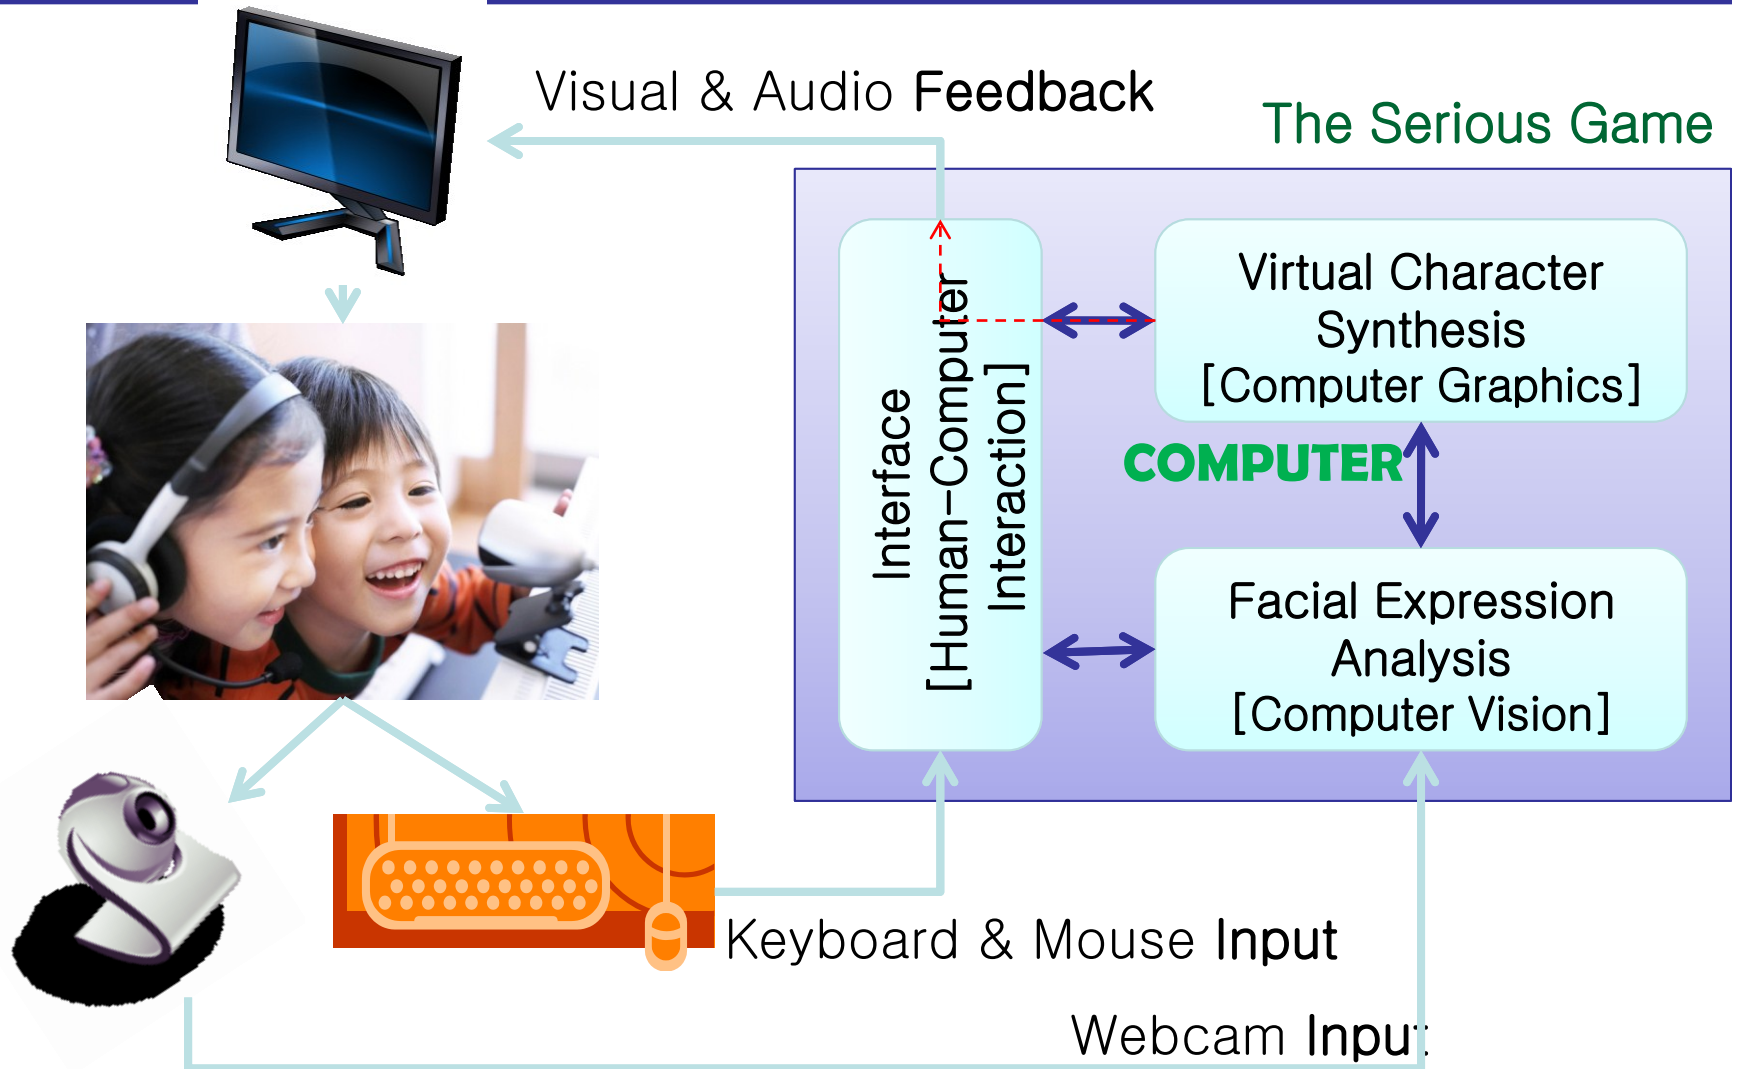 Visual & Audio Feedback
The Serious Game
Interface
[Human-Computer
Interaction]
Virtual Character
Synthesis
[Computer Graphics]
COMPUTER
Facial Expression
Analysis
[Computer Vision]
Keyboard & Mouse Input
Webcam Input